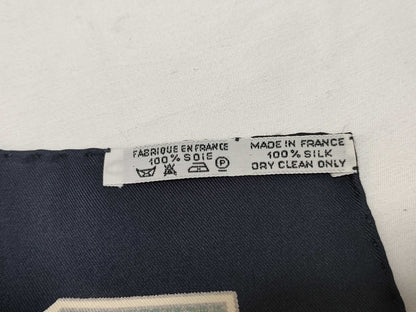 FABRIQUE EN FRANCE
100% SOIE
P
MADE IN FRANCE
100% SILK
DRY CLEAN ONLY